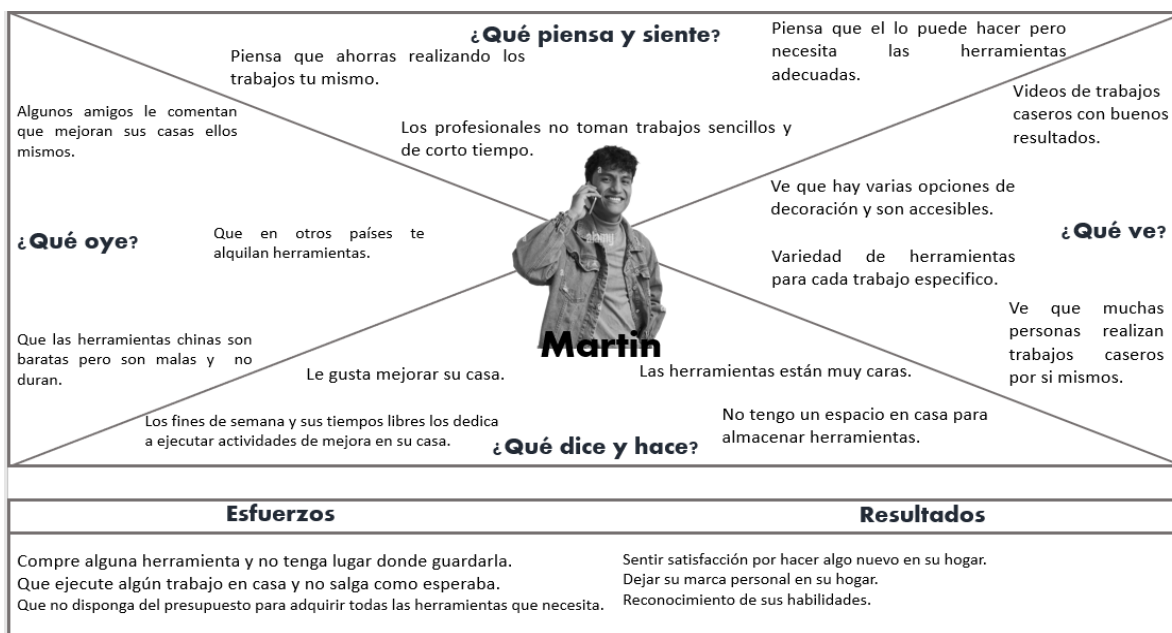 ¿Qué piensa y siente?
Piensa que ahorras realizando los
trabajos tu mismo.
Piensa que el lo puede hacer pero
necesita las herramientas
adecuadas.
Los profesionales no toman trabajos sencillos y
de corto tiempo.
Algunos amigos le comentan
que mejoran sus casas ellos
mismos.
¿Qué oye?
Que en otros países te
alquilan herramientas.
Que las herramientas chinas son
baratas pero son malas y no
duran.
Videos de trabajos
caseros con buenos
resultados.
Ve que hay varias opciones de
decoración y son accesibles.
¿Qué ve?
Variedad de herramientas
para cada trabajo especifico.
Ve que muchas
personas realizan
trabajos caseros
por si mismos.
Martin
Le gusta mejorar su casa.
Las herramientas están muy caras.
Los fines de semana y sus tiempos libres los dedica
a ejecutar actividades de mejora en su casa.
¿Qué dice y hace?
No tengo un espacio en casa para
almacenar herramientas.
Esfuerzos
Compre alguna herramienta y no tenga lugar donde guardarla.
Que ejecute algún trabajo en casa y no salga como esperaba.
Que no disponga del presupuesto para adquirir todas las herramientas que necesita.
Resultados
Sentir satisfacción por hacer algo nuevo en su hogar.
Dejar su marca personal en su hogar.
Reconocimiento de sus habilidades.